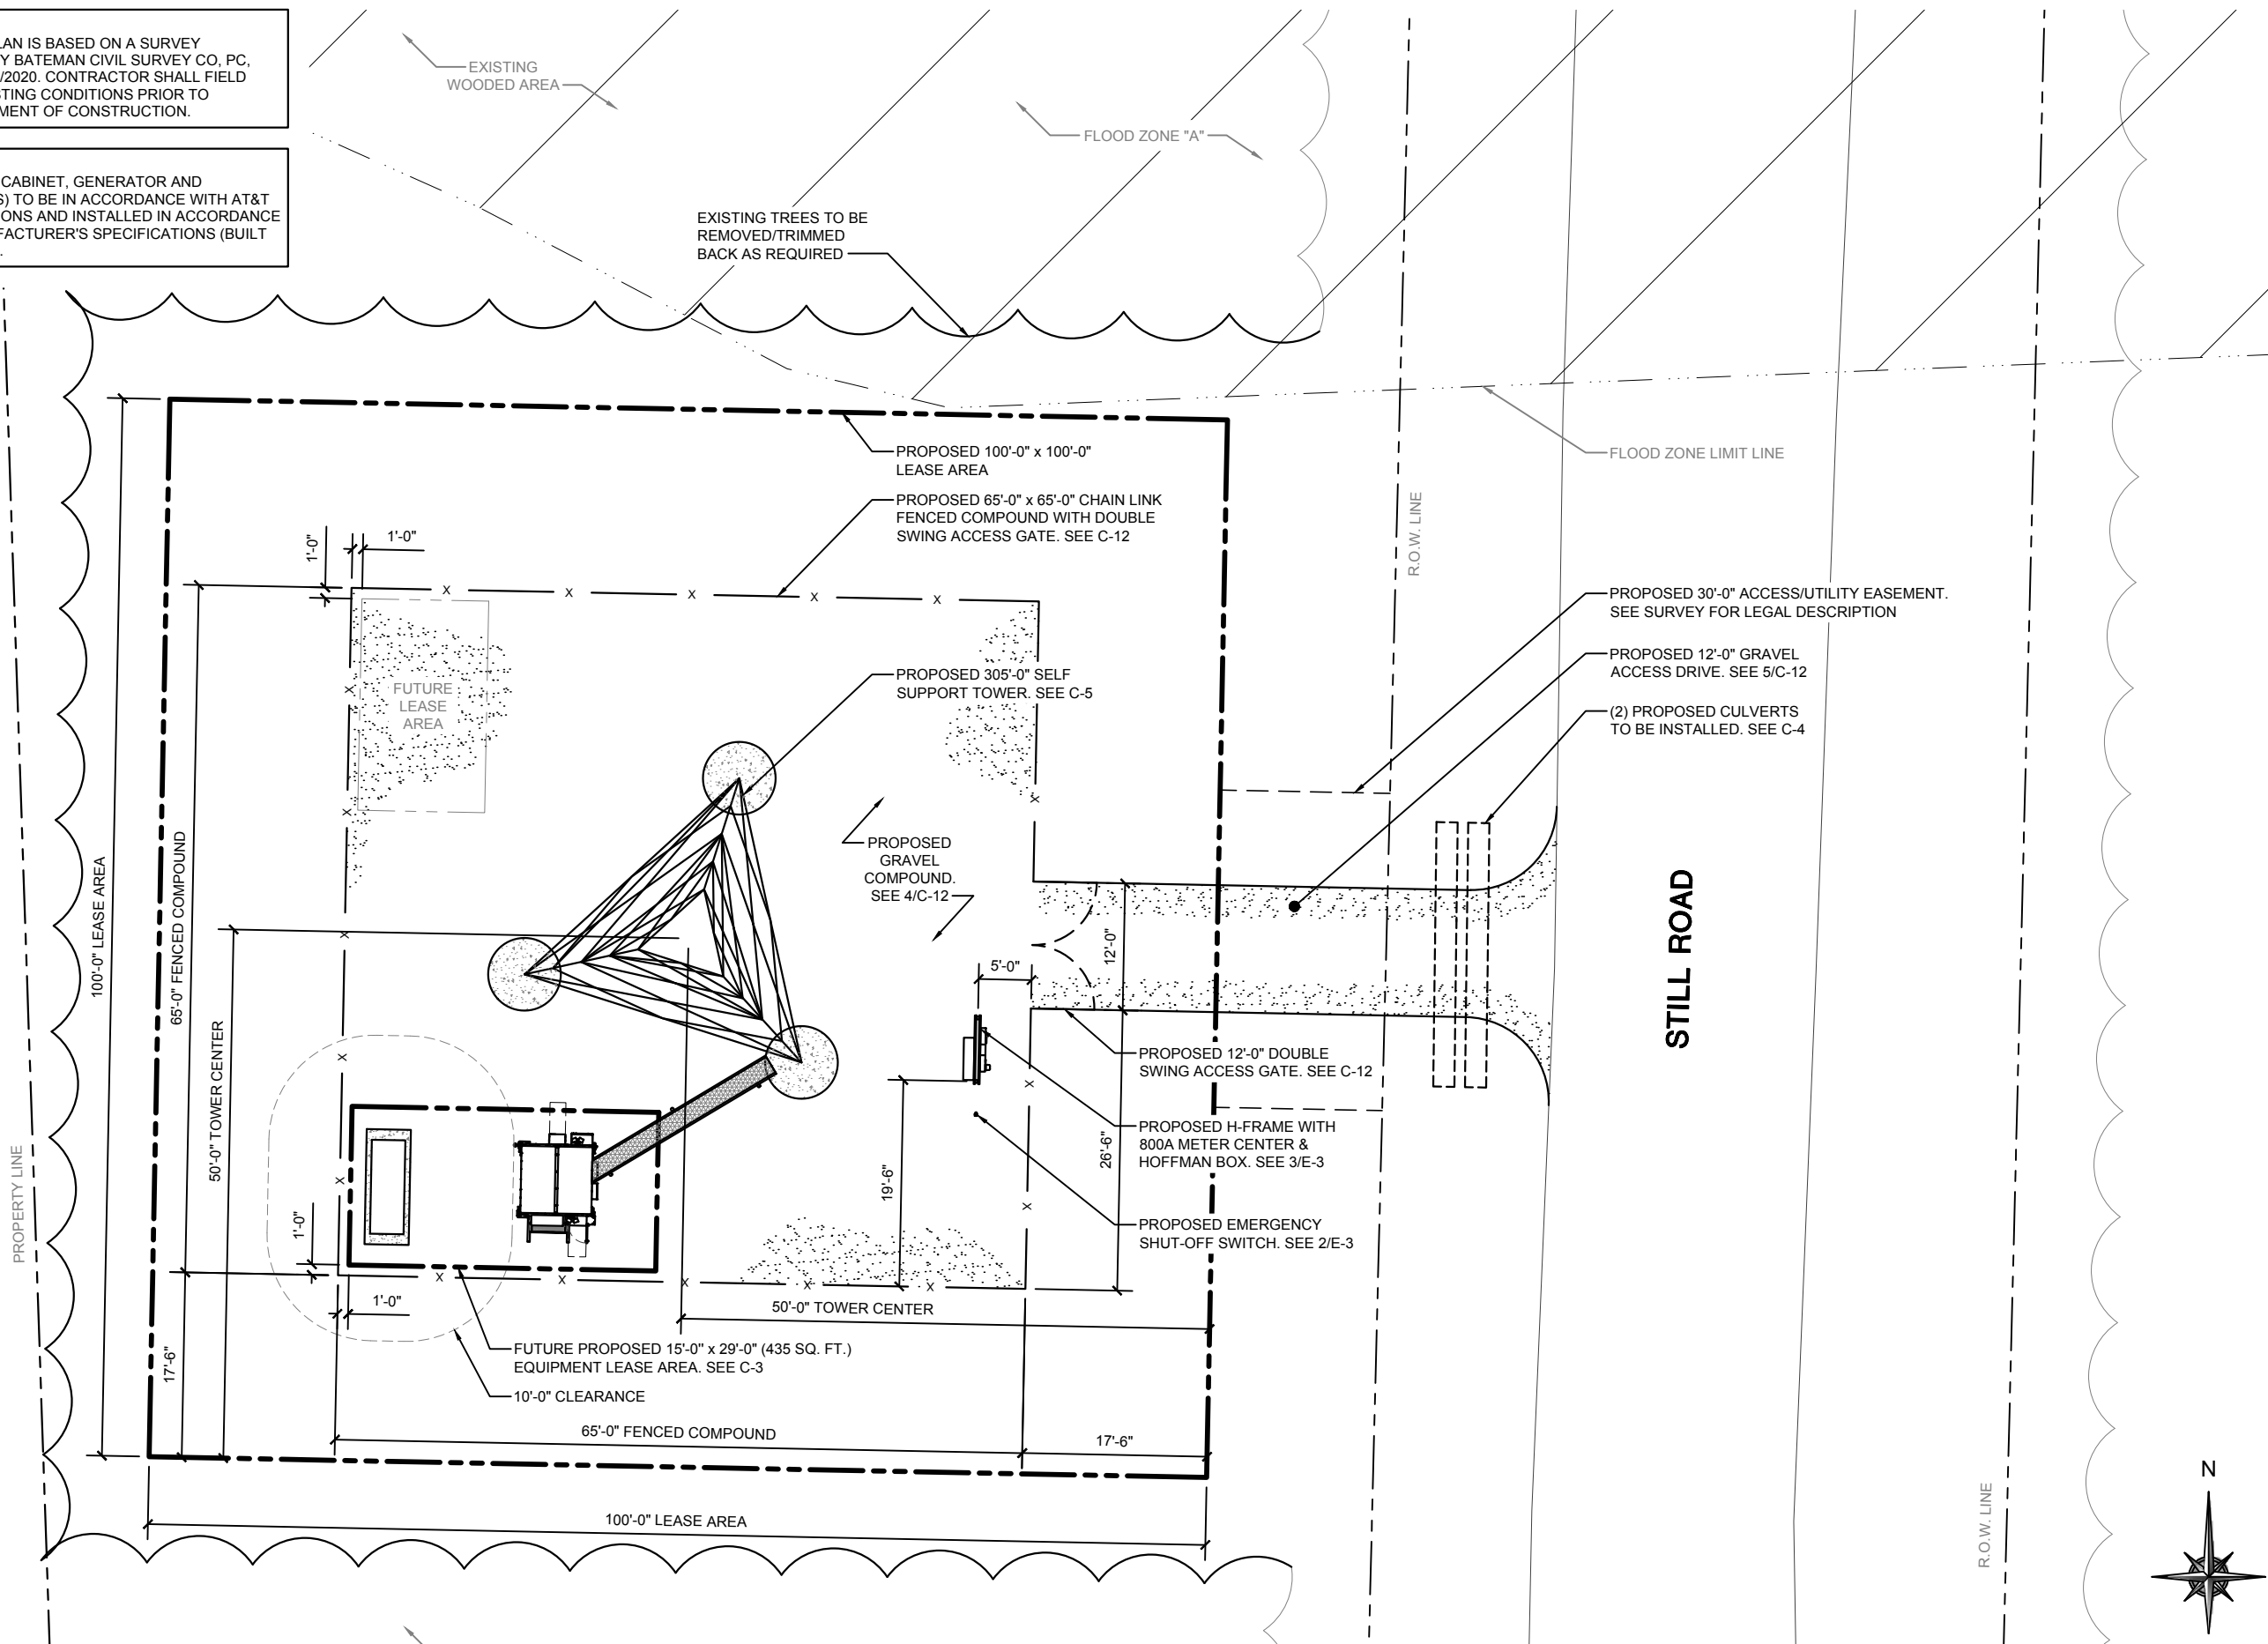 LAN IS BASED ON A SURVEY
Y BATEMAN CIVIL SURVEY CO, PC,
/2020. CONTRACTOR SHALL FIELD
STING CONDITIONS PRIOR TO
MENT OF CONSTRUCTION.
CABINET, GENERATOR AND
S) TO BE IN ACCORDANCE WITH AT&T
ONS AND INSTALLED IN ACCORDANCE
FACTURER'S SPECIFICATIONS (BUILT
.
EXISTING
WOODED AREA
FLOOD ZONE "A"
EXISTING TREES TO BE
REMOVED/TRIMMED
BACK AS REQUIRED
PROPOSED 100'-0" x 100'-0"
LEASE AREA
FLOOD ZONE LIMIT LINE
PROPOSED 65'-0" x 65'-0" CHAIN LINK
FENCED COMPOUND WITH DOUBLE
SWING ACCESS GATE. SEE C-12
R.O.W. LINE
1'-0"
1'-0"
PROPOSED 30'-0" ACCESS/UTILITY EASEMENT.
SEE SURVEY FOR LEGAL DESCRIPTION
PROPOSED 12'-0" GRAVEL
ACCESS DRIVE. SEE 5/C-12
(2) PROPOSED CULVERTS
TO BE INSTALLED. SEE C-4
FUTURE
LEASE
AREA
PROPOSED 305'-0" SELF
SUPPORT TOWER. SEE C-5
PROPOSED
GRAVEL
COMPOUND.
SEE 4/C-12
100'-0" LEASE AREA
65'-0" FENCED COMPOUND
50'-0" TOWER CENTER
12'-0"
5'-0"
STILL ROAD
PROPOSED 12'-0" DOUBLE
SWING ACCESS GATE. SEE C-12
PROPOSED H-FRAME WITH
800A METER CENTER &
HOFFMAN BOX. SEE 3/E-3
26'-6"
19'-6"
PROPOSED EMERGENCY
SHUT-OFF SWITCH. SEE 2/E-3
PROPERTY LINE
1'-0"
1'-0"
50'-0" TOWER CENTER
FUTURE PROPOSED 15'-0" x 29'-0" (435 SQ. FT.)
EQUIPMENT LEASE AREA. SEE C-3
10'-0" CLEARANCE
17'-6"
65'-0" FENCED COMPOUND
17'-6"
100'-0" LEASE AREA
R.O.W. LINE
N